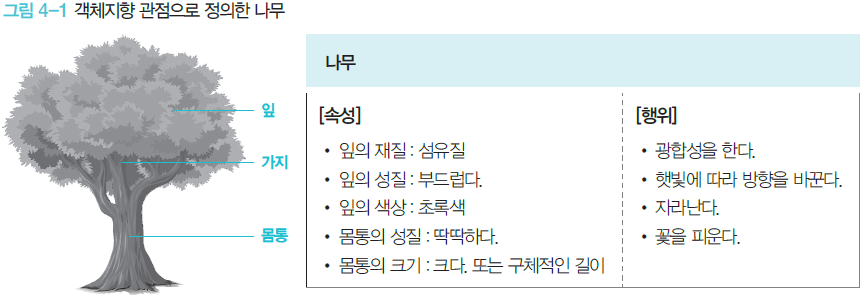 그림 4-1 객체지향 관점으로 정의한 나무
잎
가지
몸통
나무
[속성]
• 잎의 재질 : 섬유질
• 잎의 성질 : 부드럽다.
• 잎의 색상 : 초록색
• 몸통의 성질 : 딱딱하다.
• 몸통의 크기 : 크다. 또는 구체적인 길이
[행위]
• 광합성을 한다.
• 햇빛에 따라 방향을 바꾼다.
• 자라난다.
• 꽃을 피운다.